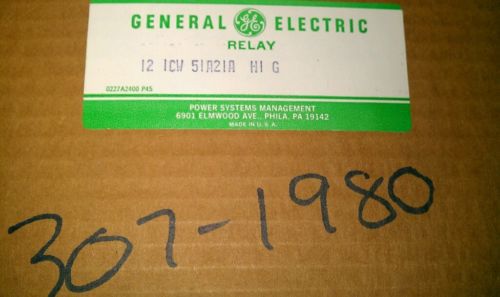 GENERAL GE ELECTRIC
RELAY
12 ICW 51A21A H1 G
0227A2400 P45
POWER SYSTEMS MANAGEMENT
6901 ELMWOOD AVE., PHILA, PA 19142
MADE IN U.S.A.
307-1980